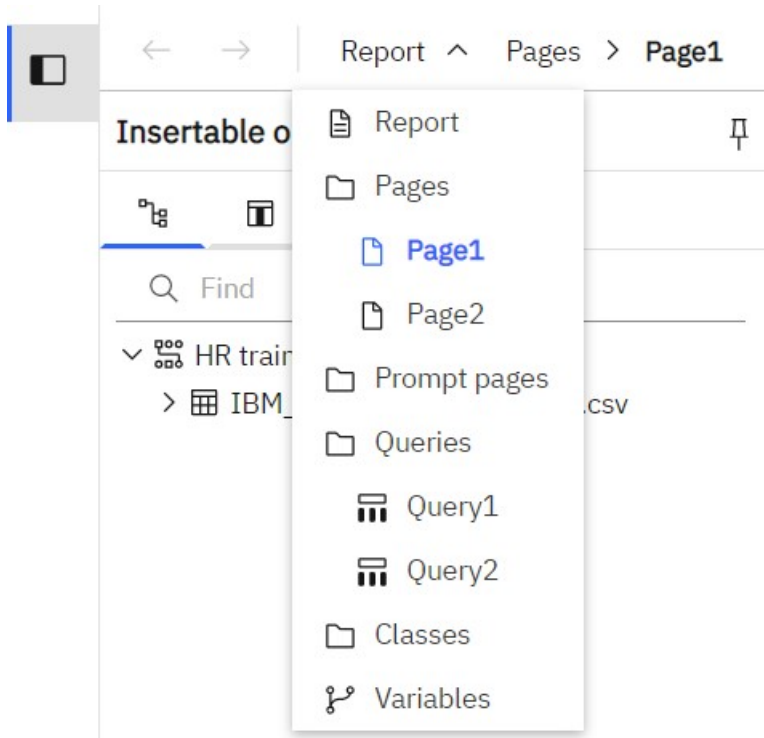 Report Pages > Page1
Insertable o
Report
Pages
Page1
Find
Page2
HR train
Prompt pages
IBM_ .csv
Queries
Query1
Query2
Classes
Variables